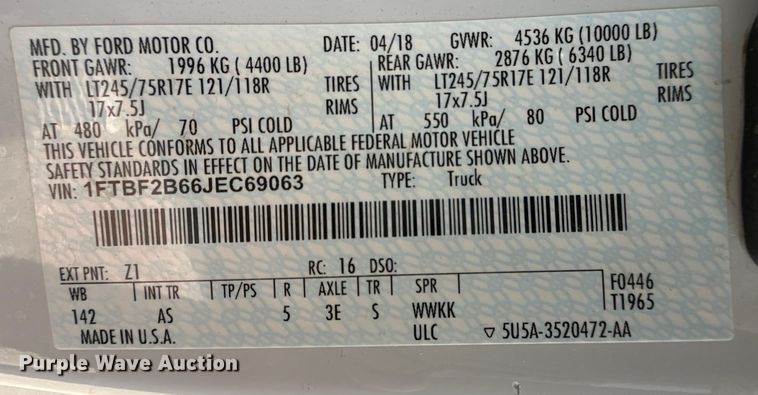 MFD. BY FORD MOTOR CO. DATE: 04/18 GVWR: 4536 KG (10000 LB)
FRONT GAWR: 1996 KG ( 4400 LB) REAR GAWR: 2876 KG ( 6340 LB)
WITH LT245/75R17E 121/118R TIRES WITH LT245/75R17E 121/118R TIRES
17x7.5J RIMS 17x7.5J RIMS
AT 480 kPa/ 70 PSI COLD AT 550 kPa/ 80 PSI COLD
THIS VEHICLE CONFORMS TO ALL APPLICABLE FEDERAL MOTOR VEHICLE
SAFETY STANDARDS IN EFFECT ON THE DATE OF MANUFACTURE SHOWN ABOVE.
VIN: 1FTBF2B66JEC69063 TYPE: Truck
EXT PNT: Z1 RC: 16 DSO: F0446
WB INT TR TP/PS R AXLE TR SPR T1965
142 AS 5 3E S WWKK
MADE IN U.S.A. ULC ▽ 5U5A-3520472-AA
Purple Wave Auction